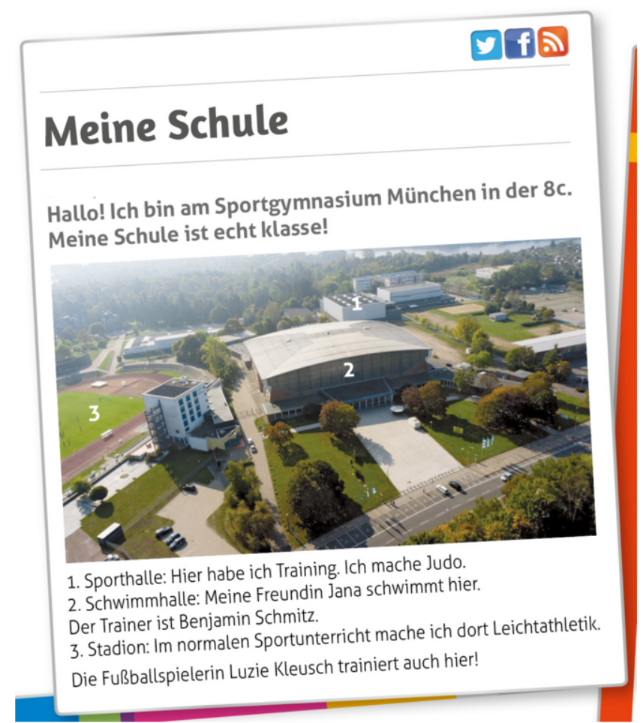 Meine Schule
Hallo! Ich bin am Sportgymnasium München in der 8c.
Meine Schule ist echt klasse!
1
2
3
1. Sporthalle: Hier habe ich Training. Ich mache Judo.
2. Schwimmhalle: Meine Freundin Jana schwimmt hier.
Der Trainer ist Benjamin Schmitz.
3. Stadion: Im normalen Sportunterricht mache ich dort Leichtathletik.
Die Fußballspielerin Luzie Kleusch trainiert auch hier!